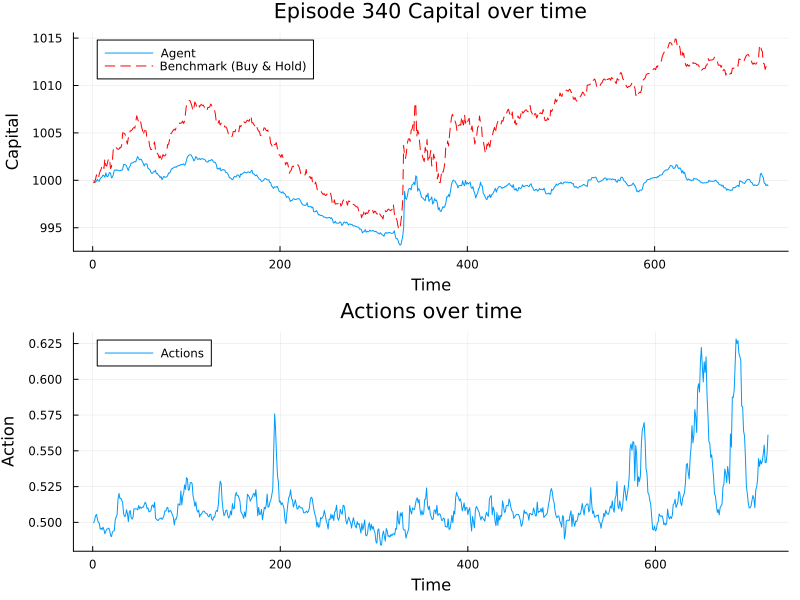 Episode 340 Capital over time
1015
1010
1005
1000
995
Capital
Agent
Benchmark (Buy & Hold)
0
200
400
600
Time
Actions over time
0.625
0.600
0.575
0.550
0.525
0.500
Action
Actions
0
200
400
600
Time